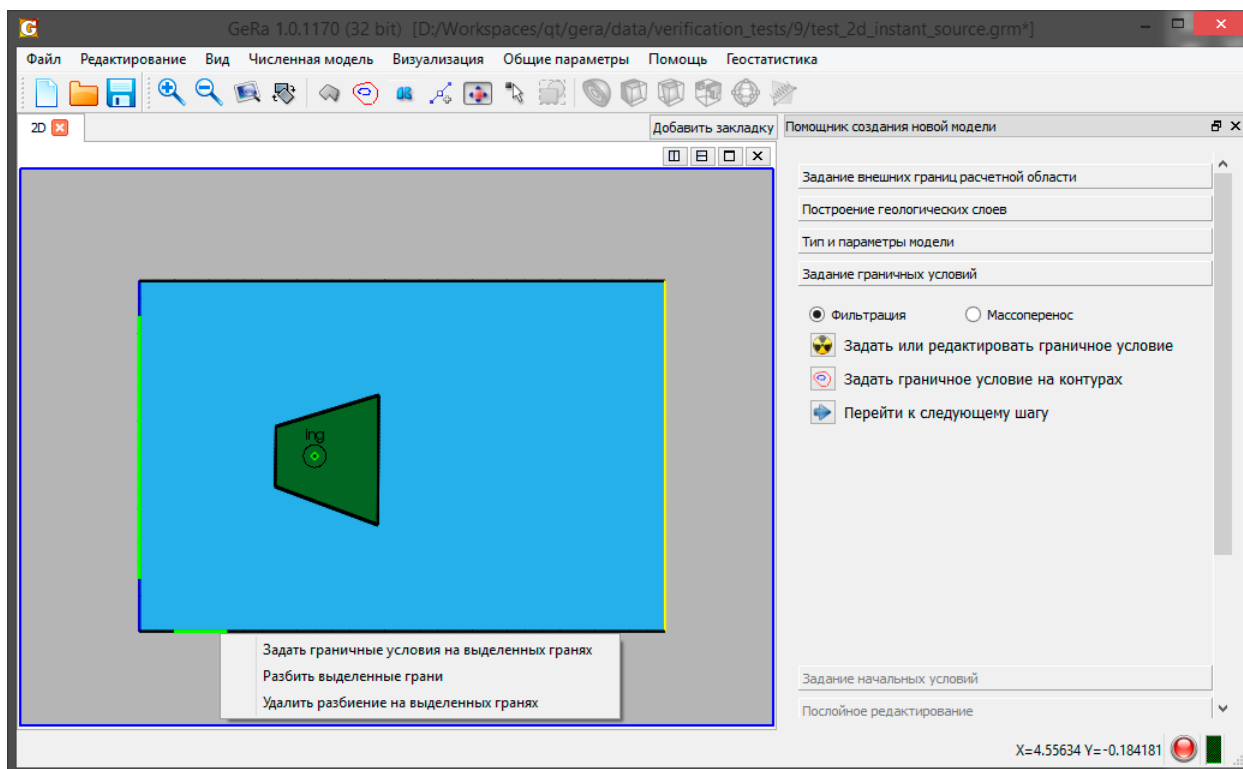 GeRa 1.0.1170 (32 bit) [D:/Workspaces/qt/gera/data/verification_tests/9/test_2d_instant_source.grm*]
Файл Редактирование Вид Численная модель Визуализация Общие параметры Помощь Геостатистика
2D Добавить закладку Помощник создания новой модели
Задание внешних границ расчетной области
Построение геологических слоев
Тип и параметры модели
Задание граничных условий
Фильтрация Массоперенос
Задать или редактировать граничное условие
Задать граничное условие на контурах
Перейти к следующему шагу
Ing
Задать граничные условия на выделенных гранях
Разбить выделенные грани
Удалить разбиение на выделенных гранях
Задание начальных условий
Послойное редактирование
X=4.55634 Y=-0.184181